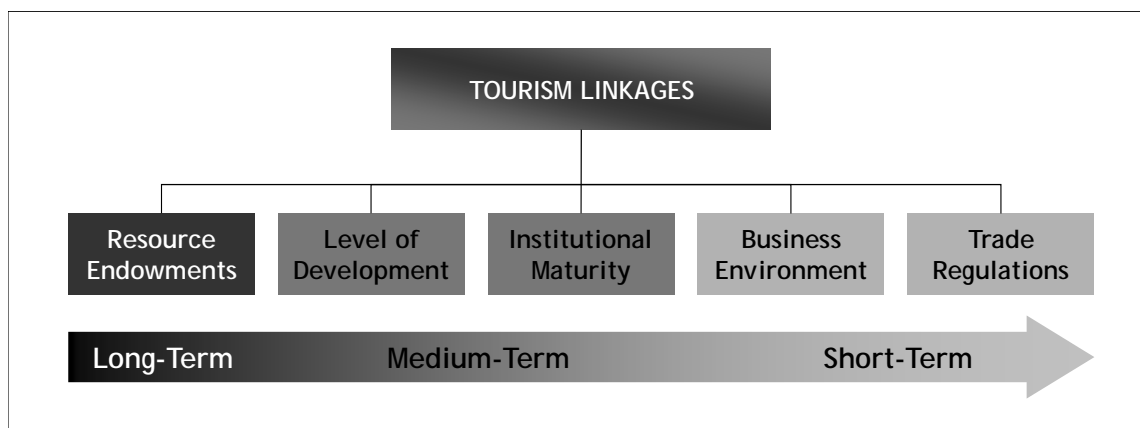 TOURISM LINKAGES
Resource
Endowments
Level of
Development
Institutional
Maturity
Business
Environment
Trade
Regulations
Long-Term
Medium-Term
Short-Term